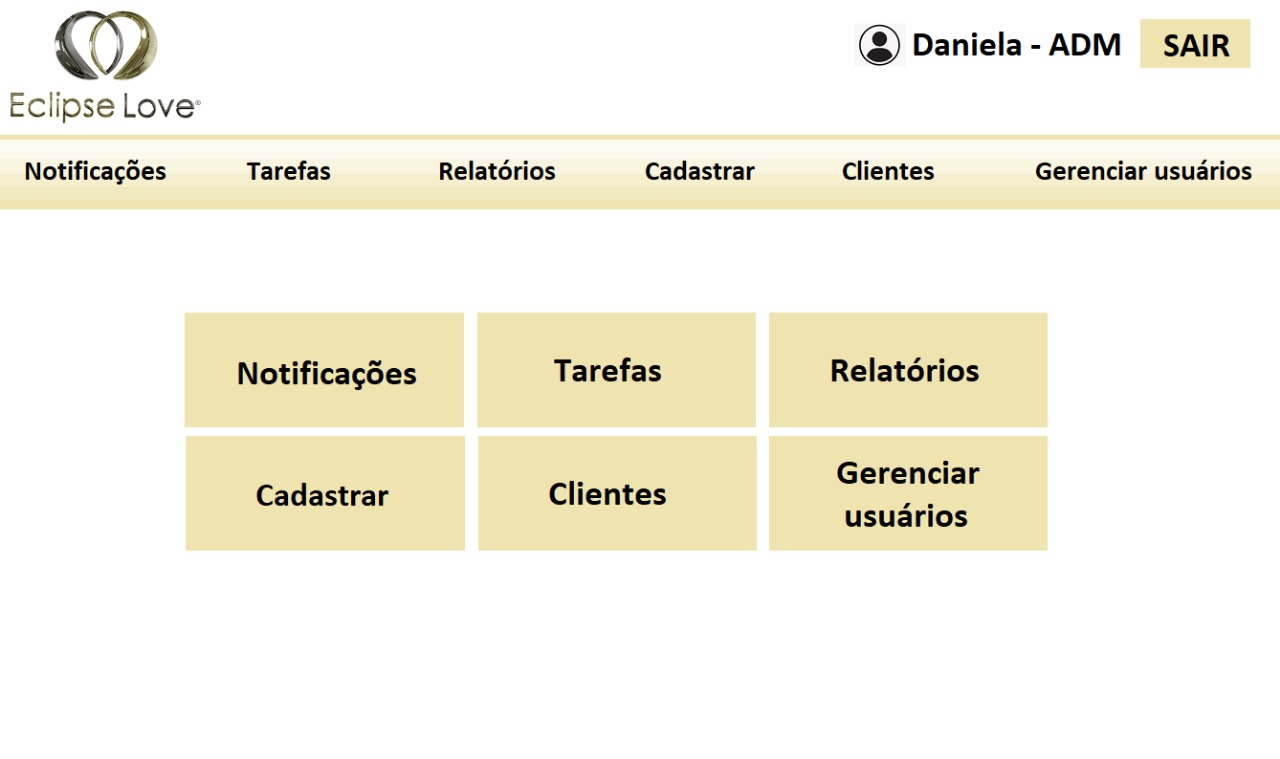 Daniela - ADM
SAIR
Eclipse Love®
Notificações
Tarefas
Relatórios
Cadastrar
Clientes
Gerenciar usuários
Notificações
Tarefas
Relatórios
Cadastrar
Clientes
Gerenciar
usuários